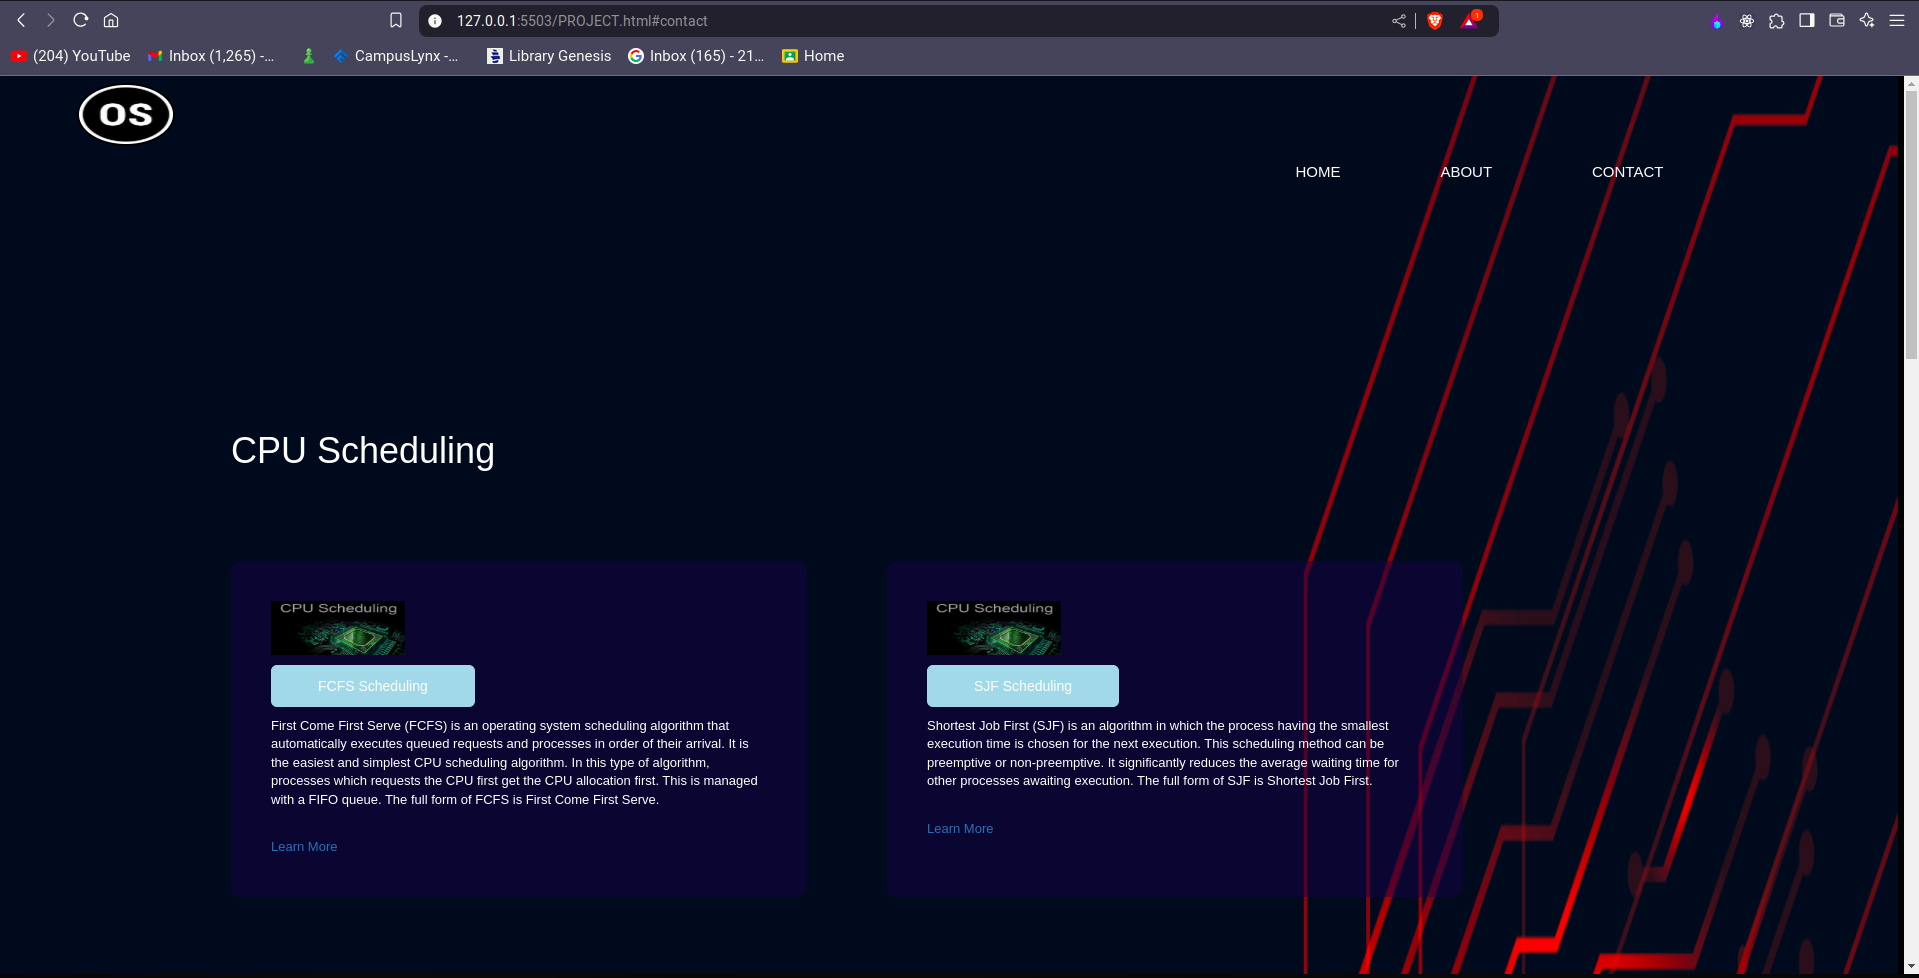 127.0.0.1:5503/PROJECT.html#contact
1
(204) YouTube
Inbox (1,265) -...
CampusLynx -...
Library Genesis
Inbox (165) - 21...
Home
OS
HOME
ABOUT
CONTACT
CPU Scheduling
CPU Scheduling
FCFS Scheduling
First Come First Serve (FCFS) is an operating system scheduling algorithm that
automatically executes queued requests and processes in order of their arrival. It is
the easiest and simplest CPU scheduling algorithm. In this type of algorithm,
processes which requests the CPU first get the CPU allocation first. This is managed
with a FIFO queue. The full form of FCFS is First Come First Serve.
Learn More
CPU Scheduling
SJF Scheduling
Shortest Job First (SJF) is an algorithm in which the process having the smallest
execution time is chosen for the next execution. This scheduling method can be
preemptive or non-preemptive. It significantly reduces the average waiting time for
other processes awaiting execution. The full form of SJF is Shortest Job First.
Learn More